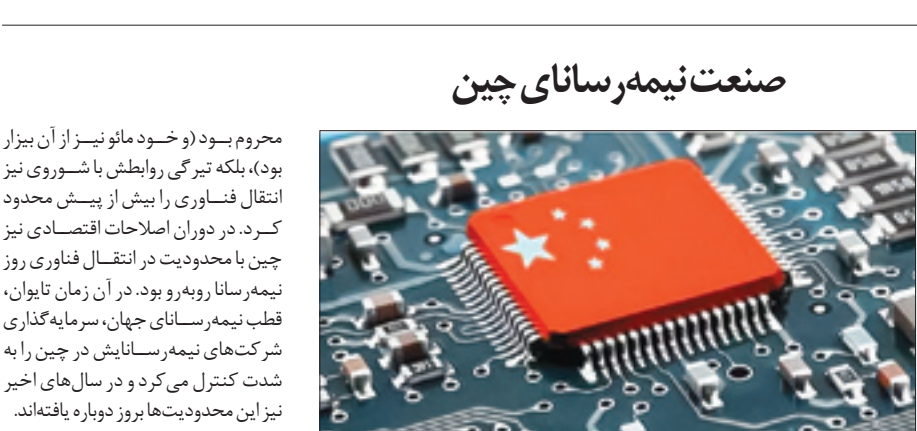 صنعت نیمه‌رسانای چین
محروم بود (و خود مائو نیز از آن بیزار
بود)، بلکه تیرگی روابطش با شوروی نیز
انتقال فناوری را بیش از پیش محدود
کرد. در دوران اصلاحات اقتصادی نیز
چین با محدودیت در انتقال فناوری روز
نیمه‌رسانا روبه‌رو بود. در آن زمان تایوان،
قطب نیمه‌رسانای جهان، سرمایه‌گذاری
شرکت‌های نیمه‌رسانایش در چین را به
شدت کنترل می‌کرد و در سال‌های اخیر
نیز این محدودیت‌ها بروز دوباره یافته‌اند.